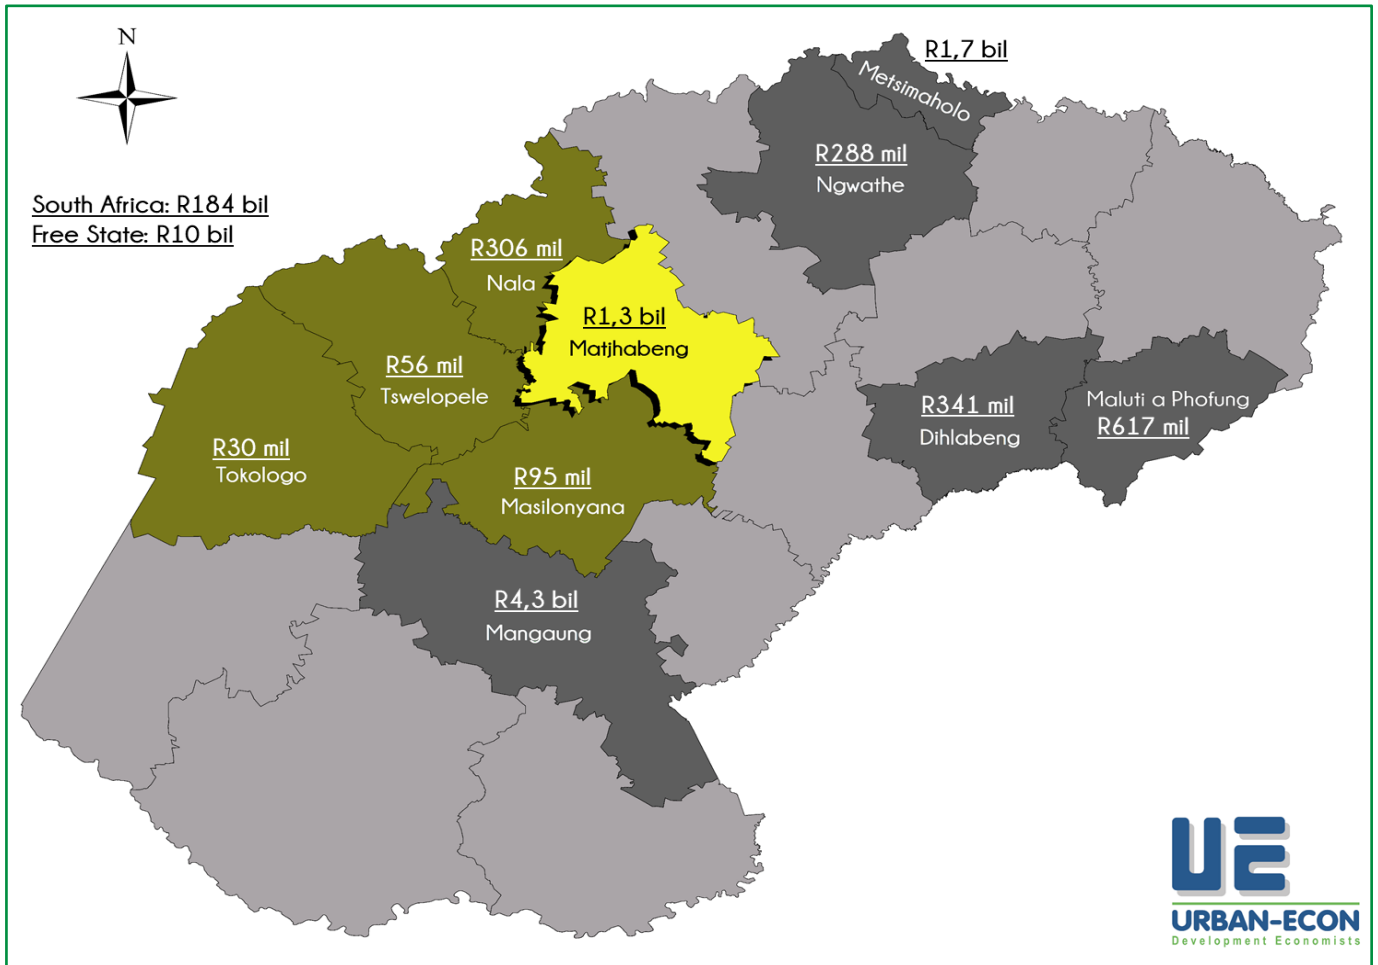 N
R1,7 bil
Metsimaholo
R288 mil
Ngwathe
South Africa: R184 bil
Free State: R10 bil
R306 mil
Nala
R1,3 bil
Matjhabeng
R56 mil
Tswelopele
R341 mil
Dihlabeng
Maluti a Phofung
R617 mil
R30 mil
Tokologo
R95 mil
Masilonyana
R4,3 bil
Mangaung
UE
URBAN-ECON
Development Economists